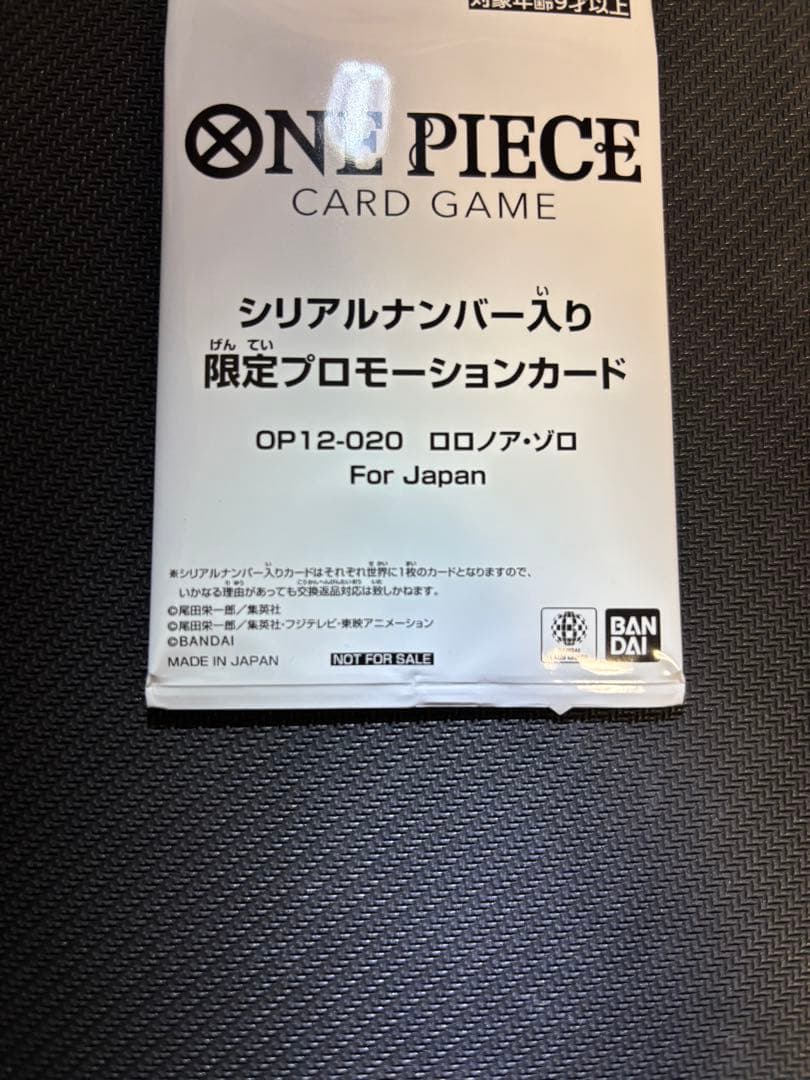 対象年齢9才以上
ONE PIECE
CARD GAME
シリアルナンバー入り
限定プロモーションカード
OP12-020 ロロノア・ゾロ
For Japan
※シリアルナンバー入りカードはそれぞれ世界に1枚のカードとなりますので、
いかなる理由があっても交換返品対応は致しかねます。
©尾田栄一郎／集英社
©尾田栄一郎／集英社・フジテレビ・東映アニメーション
©BANDAI
MADE IN JAPAN NOT FOR SALE
BAN
DAI